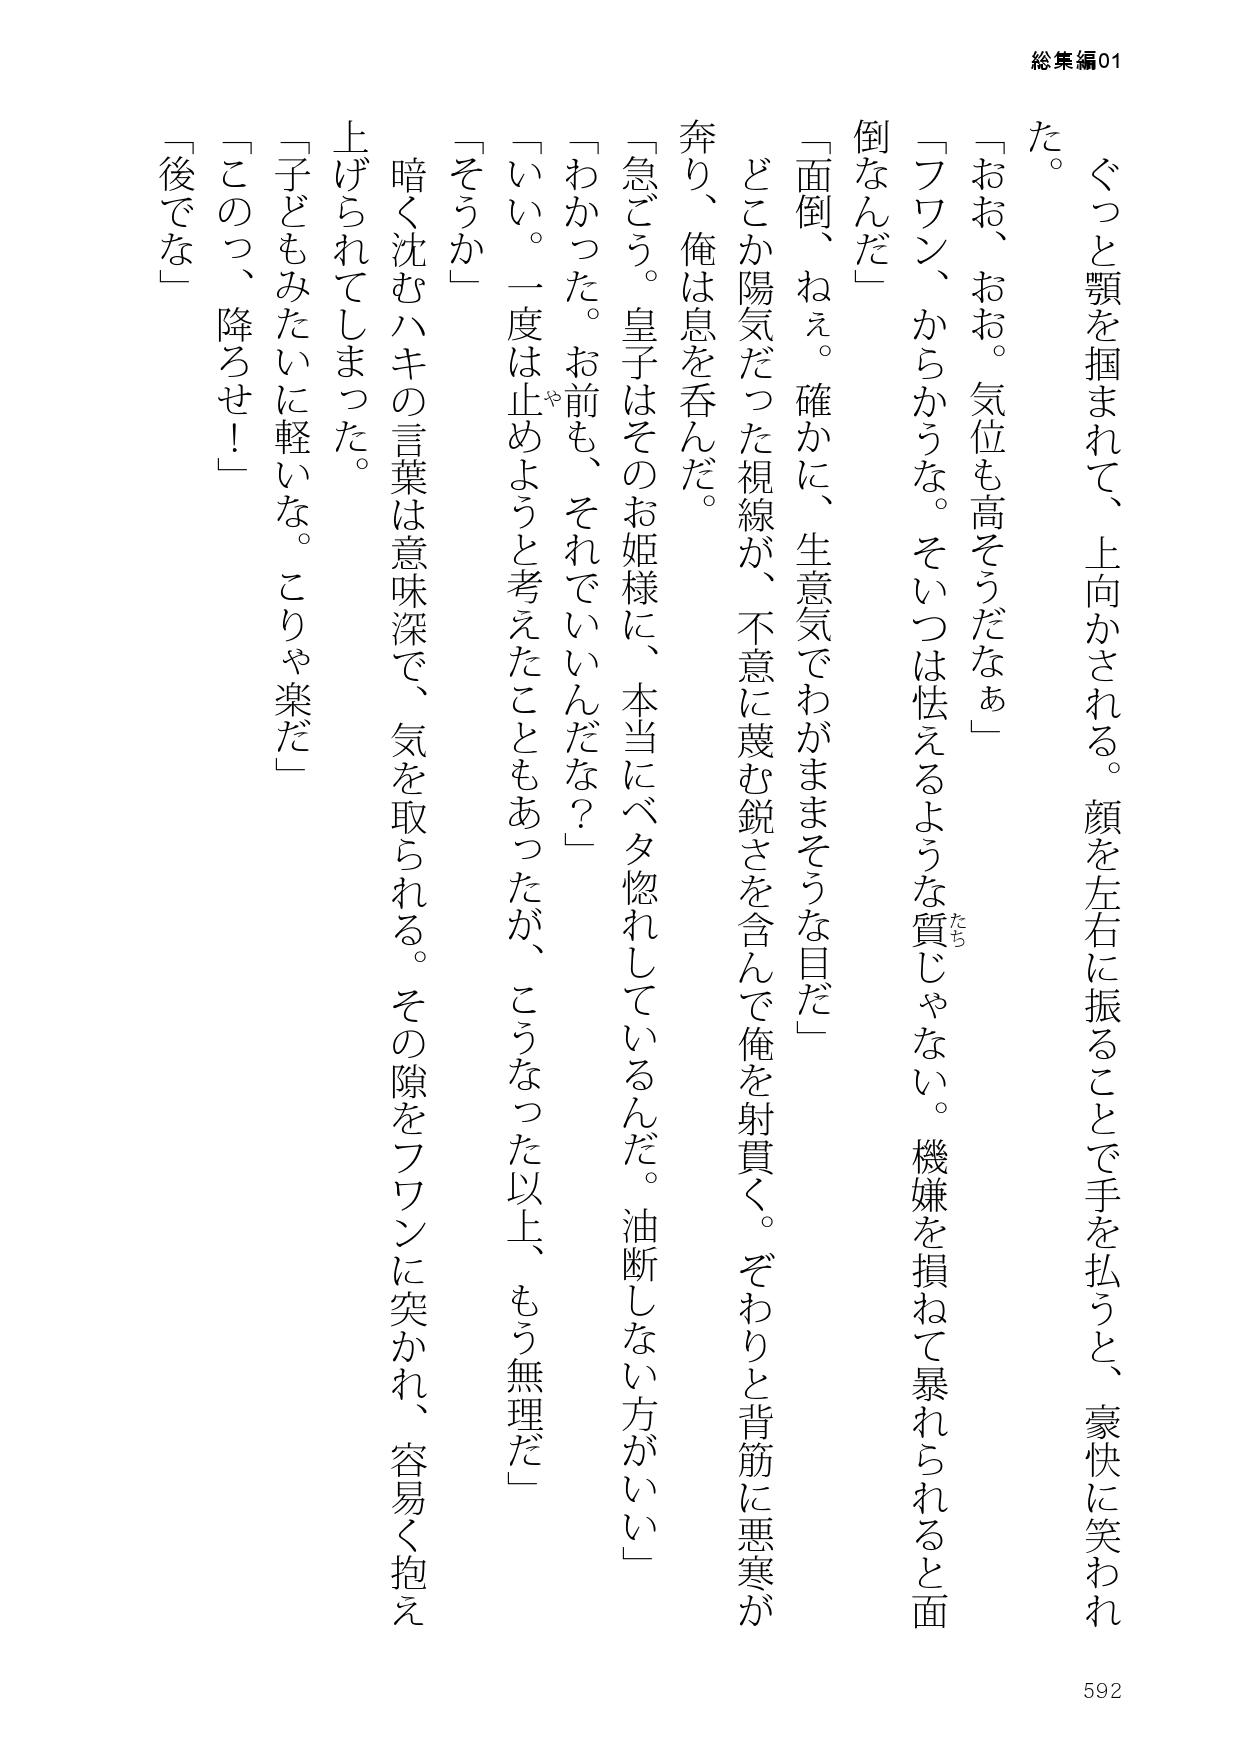 総集編01
ぐっと顎を掴まれて、上向かされる。顔を左右に振ることで手を払うと、豪快に笑われ
た。
「おお、おお。気位も高そうだなぁ」
「フワン、からかうな。そいつは怯えるような質たちじゃない。機嫌を損ねて暴れられると面
倒なんだ」
「面倒、ねぇ。確かに、生意気でわがままそうな目だ」
どこか陽気だった視線が、不意に蔑む鋭さを含んで俺を射貫く。ぞわりと背筋に悪寒が
奔り、俺は息を呑んだ。
「急ごう。皇子はそのお姫様に、本当にベタ惚れしているんだ。油断しない方がいい」
「わかった。お前も、それでいいんだな？」
「いい。一度は止やめようと考えたこともあったが、こうなった以上、もう無理だ」
「そうか」
暗く沈むハキの言葉は意味深で、気を取られる。その隙をフワンに突かれ、容易く抱え
上げられてしまった。
「子どもみたいに軽いな。こりゃ楽だ」
「このっ、降ろせ！」
「後でな」
592